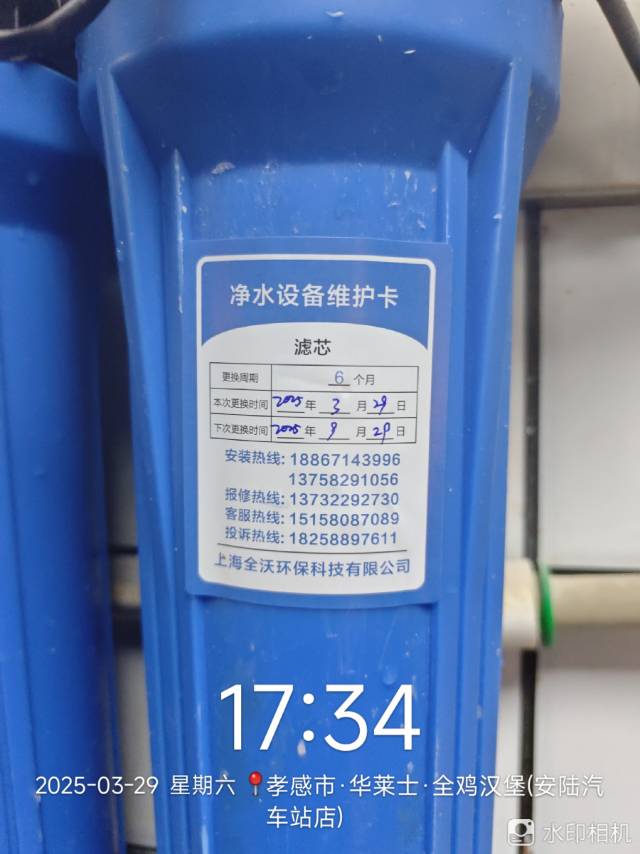 净水设备维护卡
滤芯
更换周期 6 个月
本次更换时间 2025 年 3 月 29 日
下次更换时间 2025 年 9 月 29 日
安装热线: 18867143996
13758291056
报修热线: 13732292730
客服热线: 15158087089
投诉热线: 18258897611
上海全沃环保科技有限公司
17:34
2025-03-29 星期六 孝感市·华莱士·全鸡汉堡(安陆汽
车站店)
水印相机